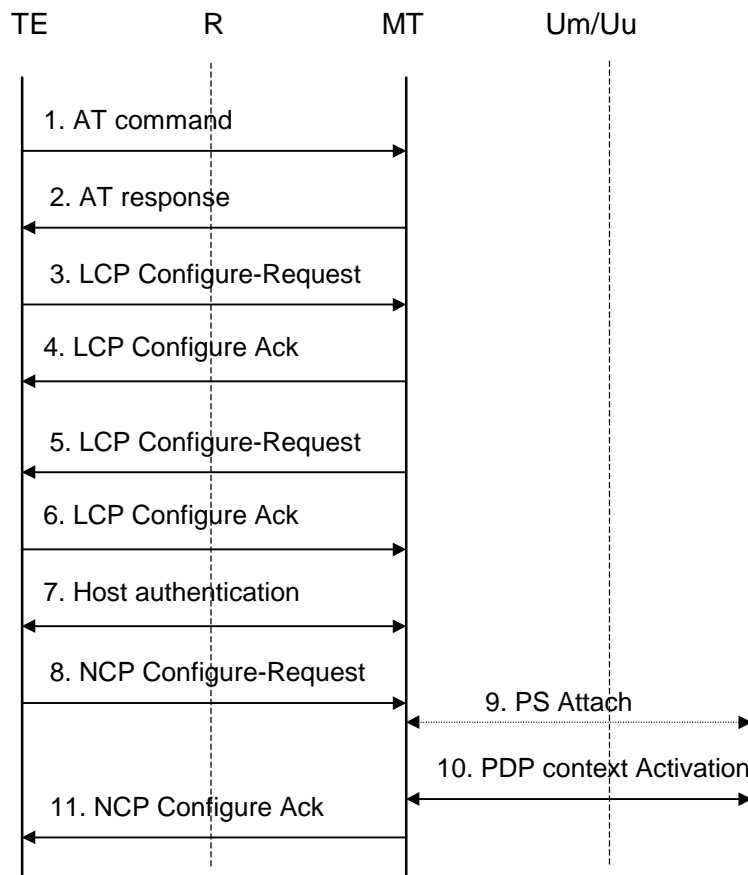 TE R MT Um/Uu
1. AT command
2. AT response
3. LCP Configure-Request
4. LCP Configure Ack
5. LCP Configure-Request
6. LCP Configure Ack
7. Host authentication
8. NCP Configure-Request
9. PS Attach
10. PDP context Activation
11. NCP Configure Ack